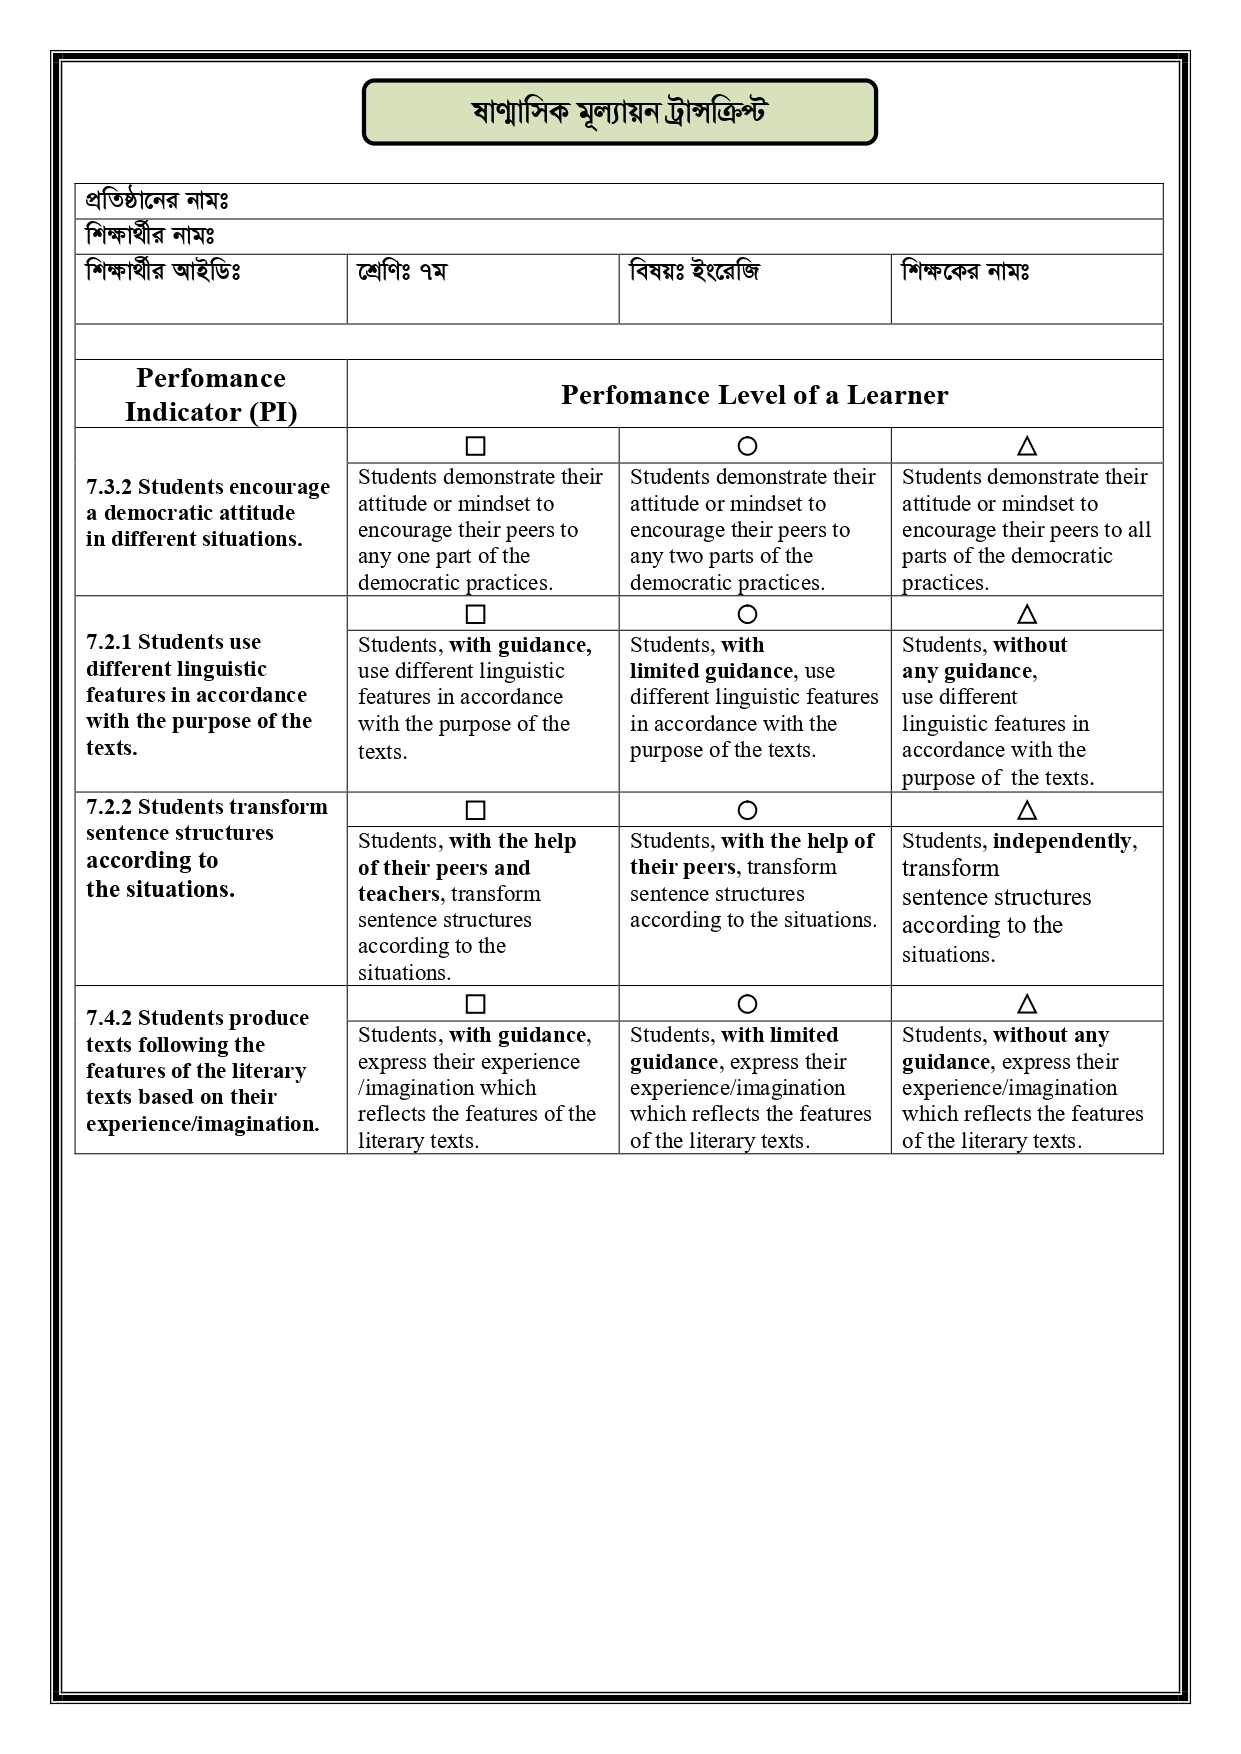 ষাণ্মাসিক মূল্যায়ন ট্রান্সক্রিপ্ট
প্রতিষ্ঠানের নামঃ
শিক্ষার্থীর নামঃ
শিক্ষার্থীর আইডিঃ শ্রেণিঃ ৭ম বিষয়ঃ ইংরেজি শিক্ষকের নামঃ
Perfomance
Indicator (PI)
Perfomance Level of a Learner
7.3.2 Students encourage
a democratic attitude
in different situations.
□ ○ △
Students demonstrate their
attitude or mindset to
encourage their peers to
any one part of the
democratic practices.
Students demonstrate their
attitude or mindset to
encourage their peers to
any two parts of the
democratic practices.
Students demonstrate their
attitude or mindset to
encourage their peers to all
parts of the democratic
practices.
7.2.1 Students use
different linguistic
features in accordance
with the purpose of the
texts.
□ ○ △
Students, with guidance,
use different linguistic
features in accordance
with the purpose of the
texts.
Students, with
limited guidance, use
different linguistic features
in accordance with the
purpose of the texts.
Students, without
any guidance,
use different
linguistic features in
accordance with the
purpose of the texts.
7.2.2 Students transform
sentence structures
according to
the situations.
□ ○ △
Students, with the help
of their peers and
teachers, transform
sentence structures
according to the
situations.
Students, with the help of
their peers, transform
sentence structures
according to the situations.
Students, independently,
transform
sentence structures
according to the
situations.
7.4.2 Students produce
texts following the
features of the literary
texts based on their
experience/imagination.
□ ○ △
Students, with guidance,
express their experience
/imagination which
reflects the features of the
literary texts.
Students, with limited
guidance, express their
experience/imagination
which reflects the features
of the literary texts.
Students, without any
guidance, express their
experience/imagination
which reflects the features
of the literary texts.